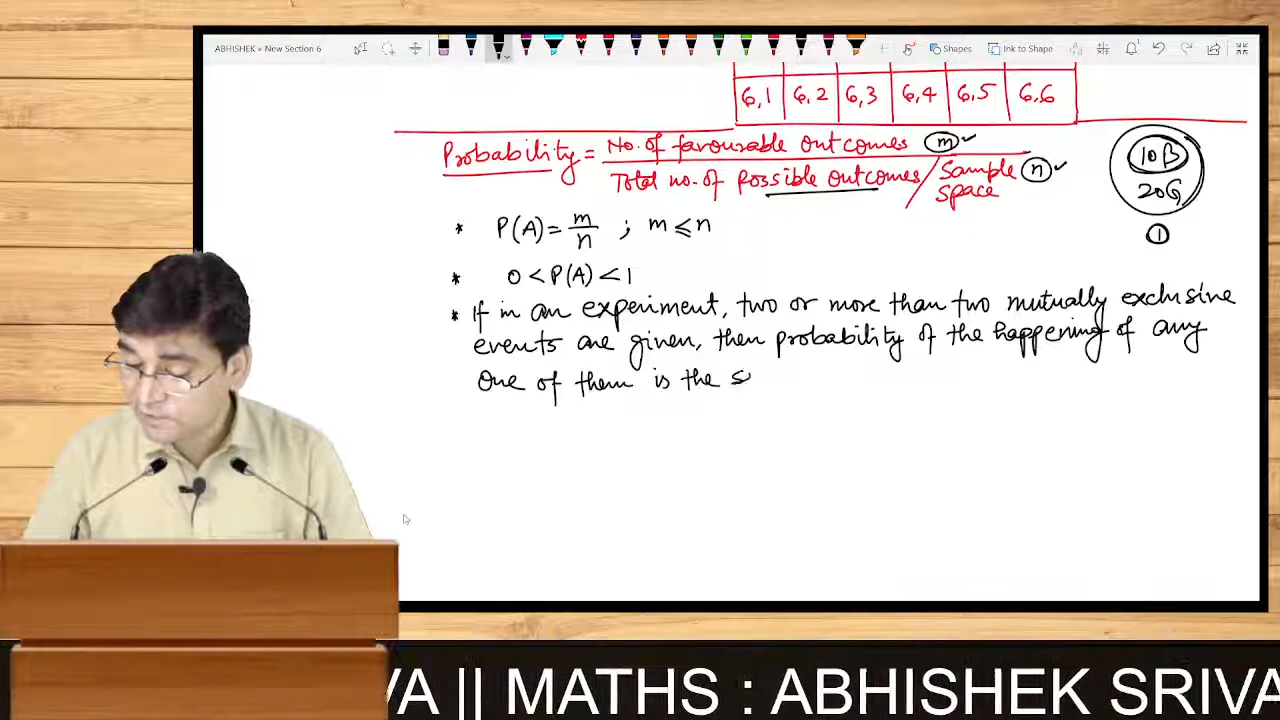 ABHISHEK » New Section 6
Shapes
Ink to Shape
6,1 6,2 6,3 6,4 6,5 6,6
Probability = No. of favourable outcomes m
Total no. of possible outcomes / Sample space n
10B
20G
1
* P(A) = m/n ; m ⩽ n
* 0 < P(A) < 1
* If in an experiment, two or more than two mutually exclusive
events are given, then probability of the happening of any
one of them is the s
VA || MATHS : ABHISHEK SRIVA